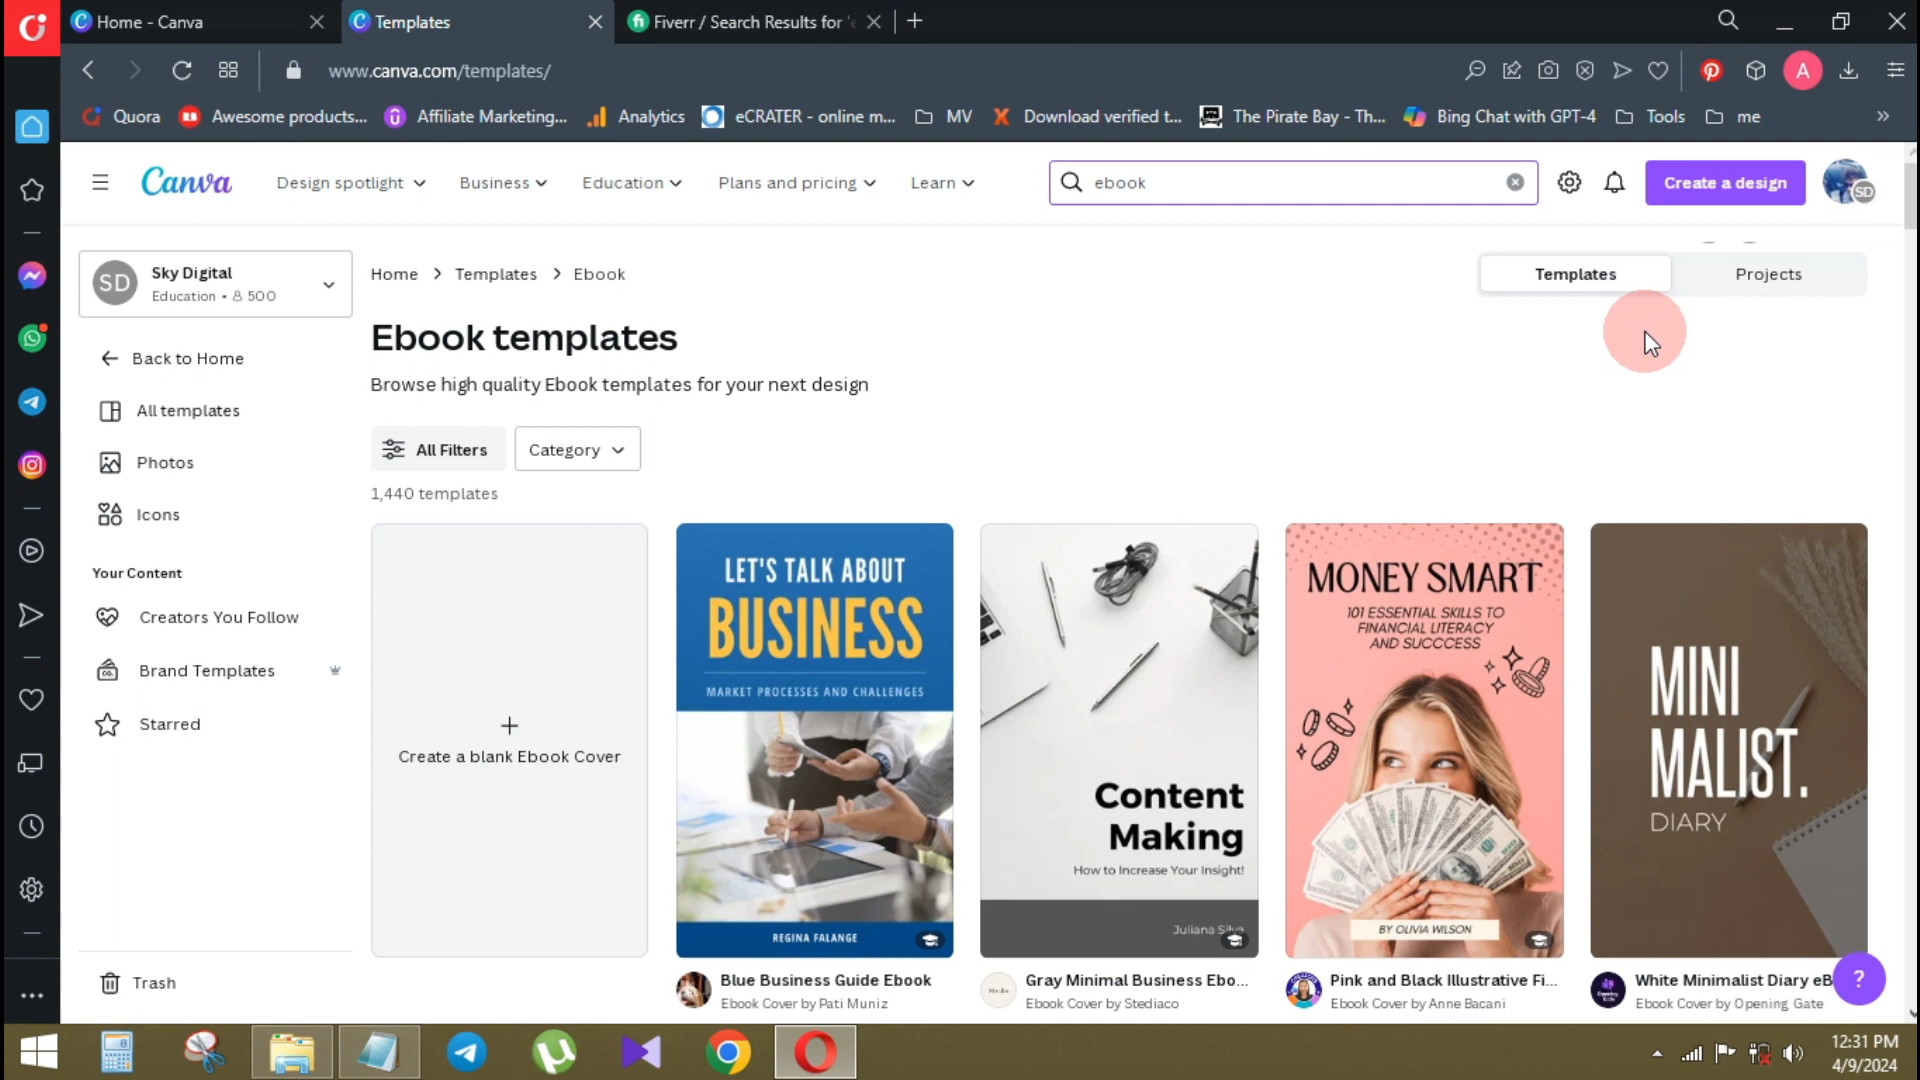 Home - Canva
Templates
Fiverr / Search Results for 'e
www.canva.com/templates/
A
Quora
Awesome products...
Affiliate Marketing...
Analytics
eCRATER - online m...
MV
Download verified t...
The Pirate Bay - Th...
Bing Chat with GPT-4
Tools
me
Canva
Design spotlight
Business
Education
Plans and pricing
Learn
ebook
Create a design
SD
SD
Sky Digital
Education • 500
Home > Templates > Ebook
Templates
Projects
Ebook templates
Browse high quality Ebook templates for your next design
All Filters
Category
1,440 templates
Back to Home
All templates
Photos
Icons
Your Content
Creators You Follow
Brand Templates
Starred
Trash
Create a blank Ebook Cover
LET'S TALK ABOUT
BUSINESS
MARKET PROCESSES AND CHALLENGES
REGINA FALANGE
Blue Business Guide Ebook
Ebook Cover by Pati Muniz
Content
Making
How to Increase Your Insight!
Juliana Silva
Gray Minimal Business Ebo...
Ebook Cover by Stediaco
MONEY SMART
101 ESSENTIAL SKILLS TO
FINANCIAL LITERACY
AND SUCCCESS
BY OLIVIA WILSON
Pink and Black Illustrative Fi...
Ebook Cover by Anne Bacani
MINI
MALIST.
DIARY
White Minimalist Diary eB
Ebook Cover by Opening Gate
?
12:31 PM
4/9/2024